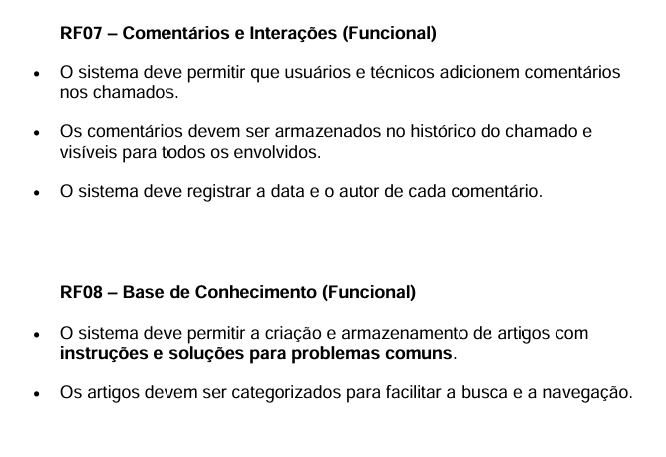 RF07 – Comentários e Interações (Funcional)
• O sistema deve permitir que usuários e técnicos adicionem comentários
nos chamados.
• Os comentários devem ser armazenados no histórico do chamado e
visíveis para todos os envolvidos.
• O sistema deve registrar a data e o autor de cada comentário.
RF08 – Base de Conhecimento (Funcional)
• O sistema deve permitir a criação e armazenamento de artigos com
instruções e soluções para problemas comuns.
• Os artigos devem ser categorizados para facilitar a busca e a navegação.